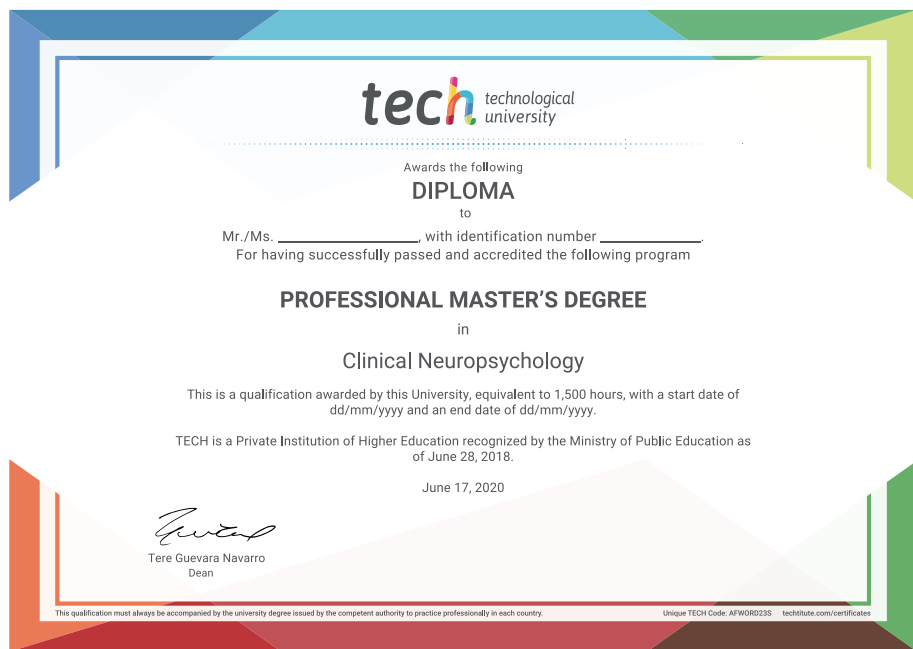 tech technological
university
Awards the following
DIPLOMA
to
Mr./Ms. ____________________, with identification number ______________.
For having successfully passed and accredited the following program
PROFESSIONAL MASTER'S DEGREE
in
Clinical Neuropsychology
This is a qualification awarded by this University, equivalent to 1,500 hours, with a start date of
dd/mm/yyyy and an end date of dd/mm/yyyy.
TECH is a Private Institution of Higher Education recognized by the Ministry of Public Education as
of June 28, 2018.
June 17, 2020
Tere Guevara Navarro
Dean
This qualification must always be accompanied by the university degree issued by the competent authority to practice professionally in each country.
Unique TECH Code: AFWORD23S techtitute.com/certificates